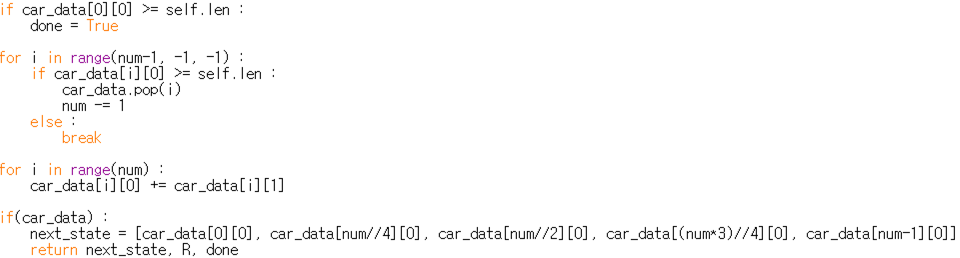 if car_data[0][0] >= self.len :
    done = True
for i in range(num-1, -1, -1) :
    if car_data[i][0] >= self.len :
        car_data.pop(i)
        num -= 1
    else :
        break
for i in range(num) :
    car_data[i][0] += car_data[i][1]
if(car_data) :
    next_state = [car_data[0][0], car_data[num//4][0], car_data[num//2][0], car_data[(num*3)//4][0], car_data[num-1][0]]
    return next_state, R, done